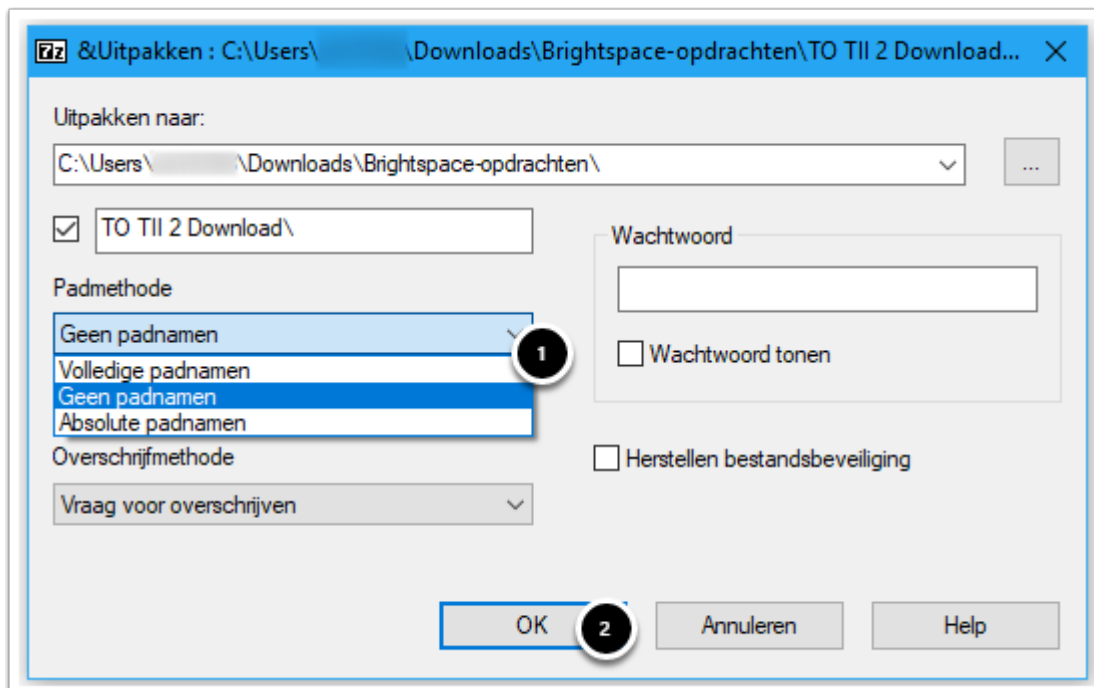 7z &Uitpakken : C:\Users\ \Downloads\Brightspace-opdrachten\TO TII 2 Download...
Uitpakken naar:
C:\Users\ \Downloads\Brightspace-opdrachten\
...
TO TII 2 Download\
Wachtwoord
Padmethode
Geen padnamen
1
Wachtwoord tonen
Volledige padnamen
Geen padnamen
Absolute padnamen
Overschrijfmethode
Herstellen bestandsbeveiliging
Vraag voor overschrijven
OK
2
Annuleren
Help